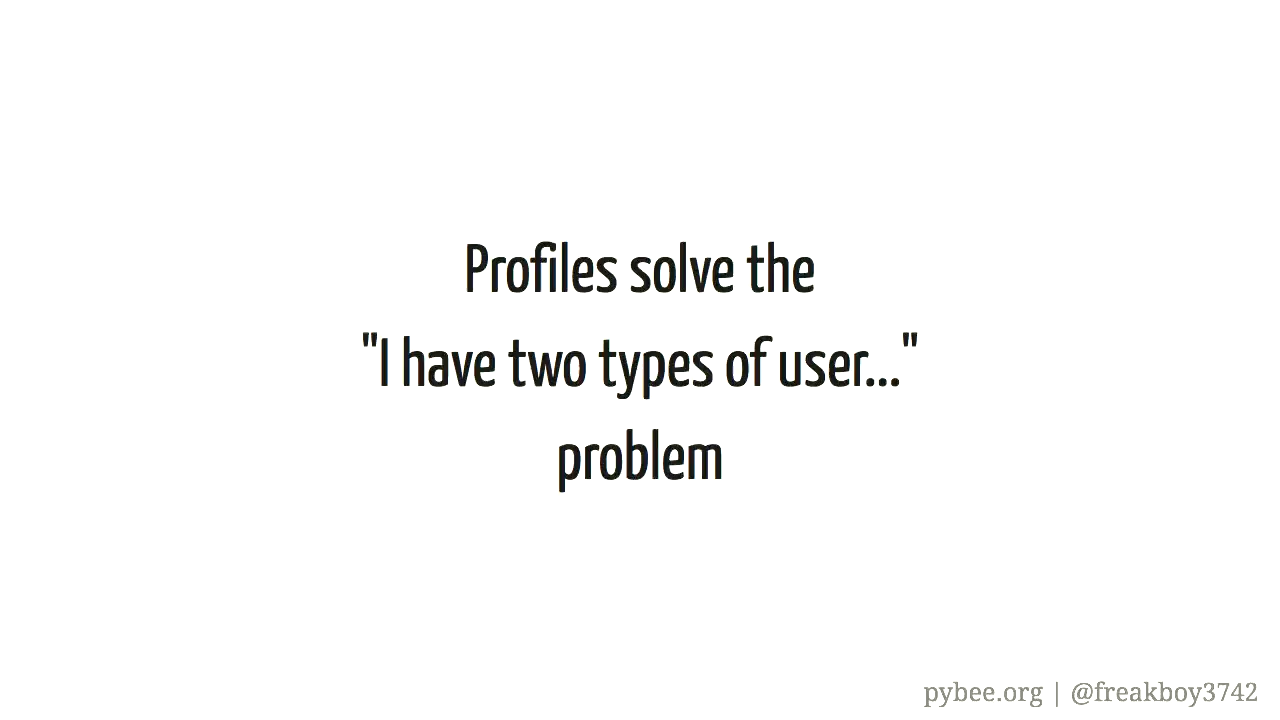 Profiles solve the
"I have two types of user..."
problem
pybee.org | @freakboy3742